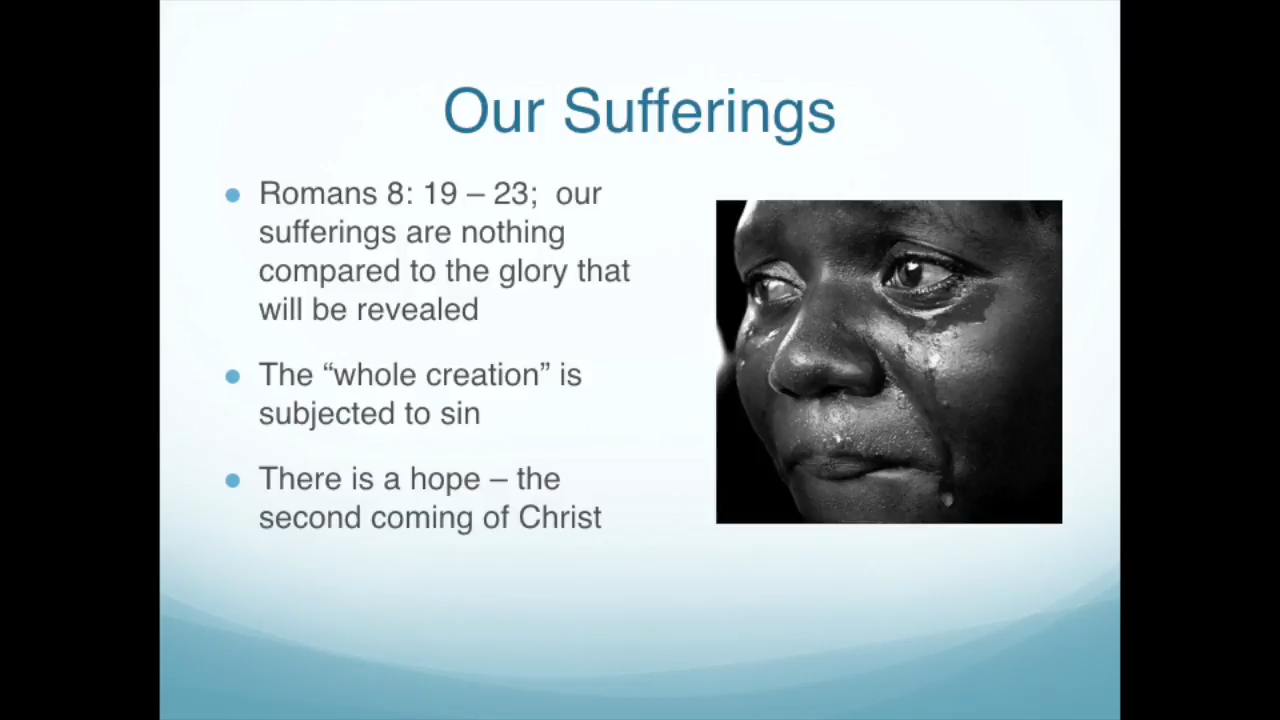 Our Sufferings
Romans 8: 19 – 23;  our
sufferings are nothing
compared to the glory that
will be revealed
The “whole creation” is
subjected to sin
There is a hope – the
second coming of Christ